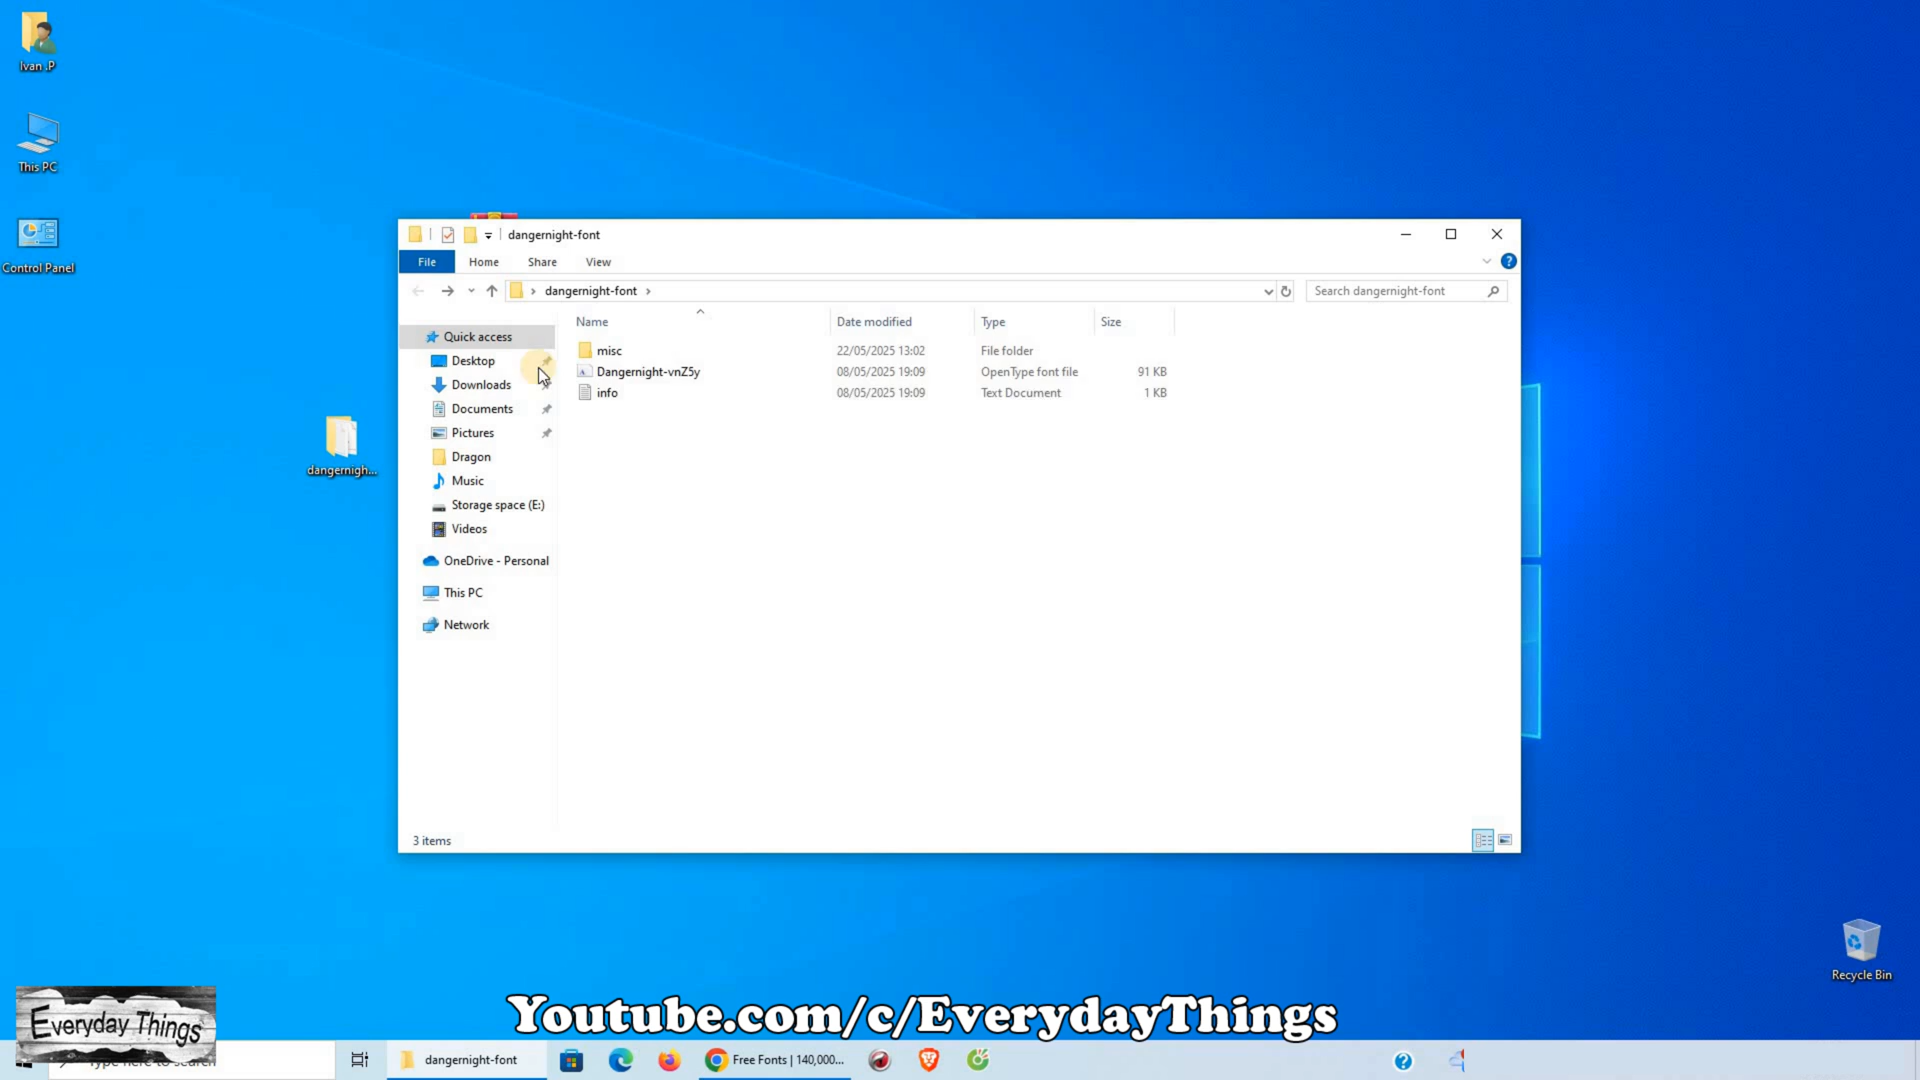 Ivan .P
This PC
Control Panel
dangernigh...
dangernight-font
File
Home
Share
View
dangernight-font
Search dangernight-font
Name
Date modified
Type
Size
Quick access
Desktop
Downloads
Documents
Pictures
Dragon
Music
Storage space (E:)
Videos
OneDrive - Personal
This PC
Network
misc 22/05/2025 13:02 File folder
Dangernight-vnZ5y 08/05/2025 19:09 OpenType font file 91 KB
info 08/05/2025 19:09 Text Document 1 KB
3 items
Recycle Bin
Everyday Things
Youtube.com/c/EverydayThings
Type here to search
dangernight-font
Free Fonts | 140,000...